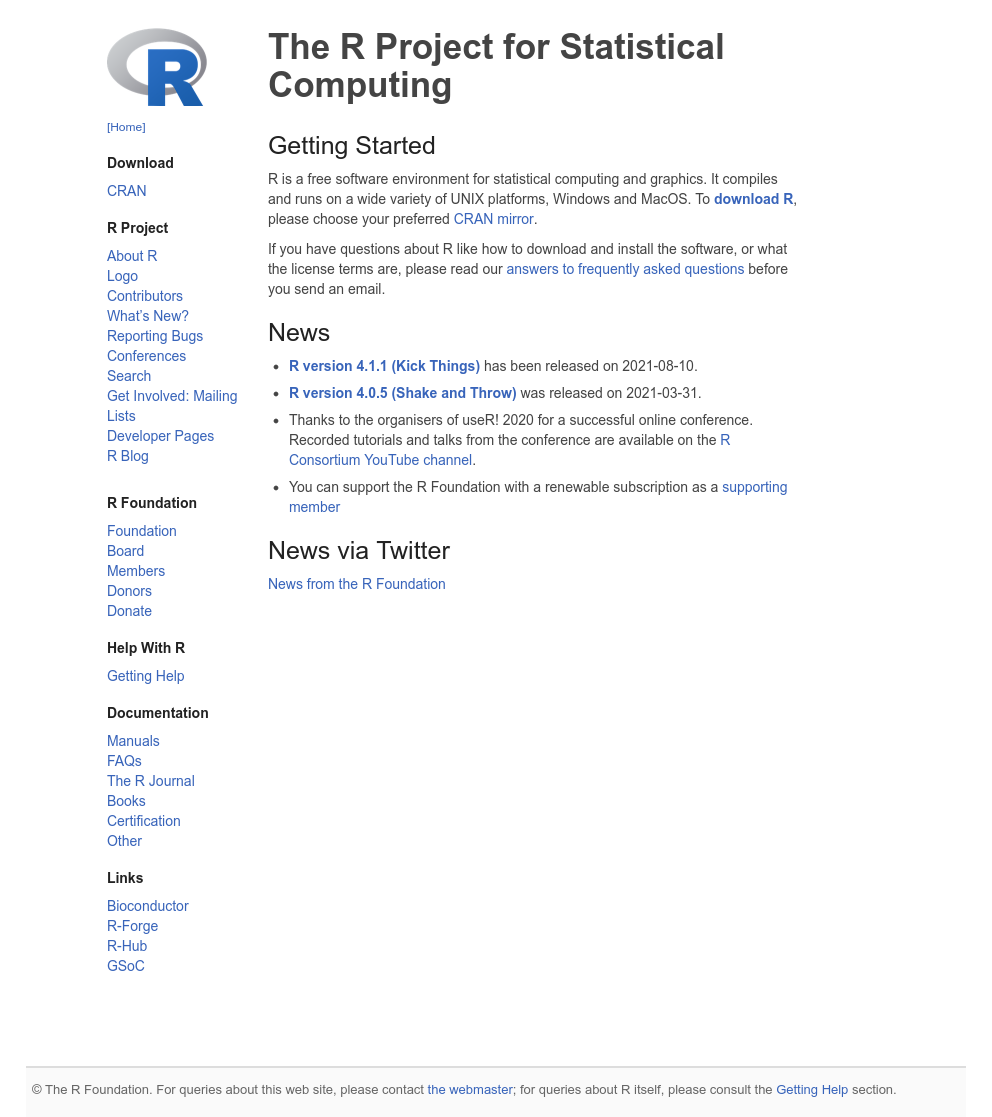 R
[Home]
Download
CRAN
R Project
About R
Logo
Contributors
What's New?
Reporting Bugs
Conferences
Search
Get Involved: Mailing
Lists
Developer Pages
R Blog
R Foundation
Foundation
Board
Members
Donors
Donate
Help With R
Getting Help
Documentation
Manuals
FAQs
The R Journal
Books
Certification
Other
Links
Bioconductor
R-Forge
R-Hub
GSoC
The R Project for Statistical
Computing
Getting Started
R is a free software environment for statistical computing and graphics. It compiles
and runs on a wide variety of UNIX platforms, Windows and MacOS. To download R,
please choose your preferred CRAN mirror.
If you have questions about R like how to download and install the software, or what
the license terms are, please read our answers to frequently asked questions before
you send an email.
News
• R version 4.1.1 (Kick Things) has been released on 2021-08-10.
• R version 4.0.5 (Shake and Throw) was released on 2021-03-31.
• Thanks to the organisers of useR! 2020 for a successful online conference.
Recorded tutorials and talks from the conference are available on the R
Consortium YouTube channel.
• You can support the R Foundation with a renewable subscription as a supporting
member
News via Twitter
News from the R Foundation
© The R Foundation. For queries about this web site, please contact the webmaster; for queries about R itself, please consult the Getting Help section.